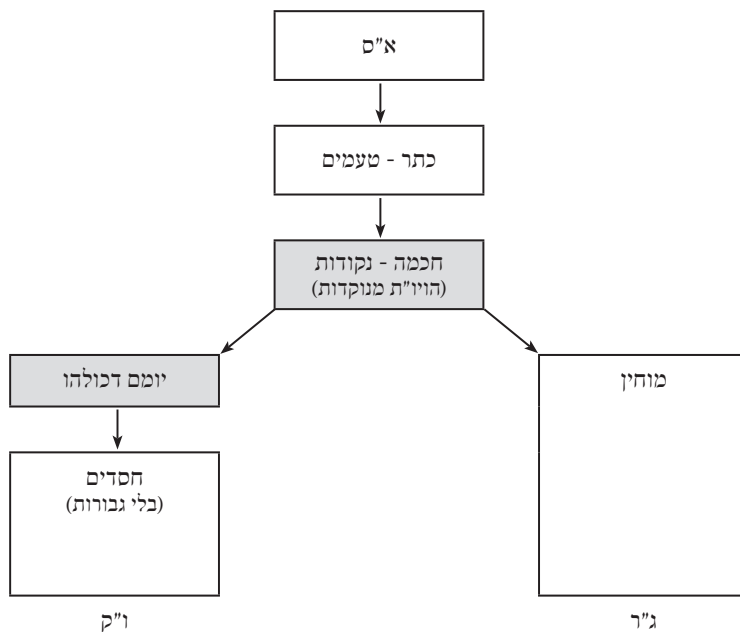 א"ס
כתר - טעמים
חכמה - נקודות
(הויו"ת מנוקדות)
מוחין
יומם דכולהו
חסדים
(בלי גבורות)
ג"ר
ו"ק